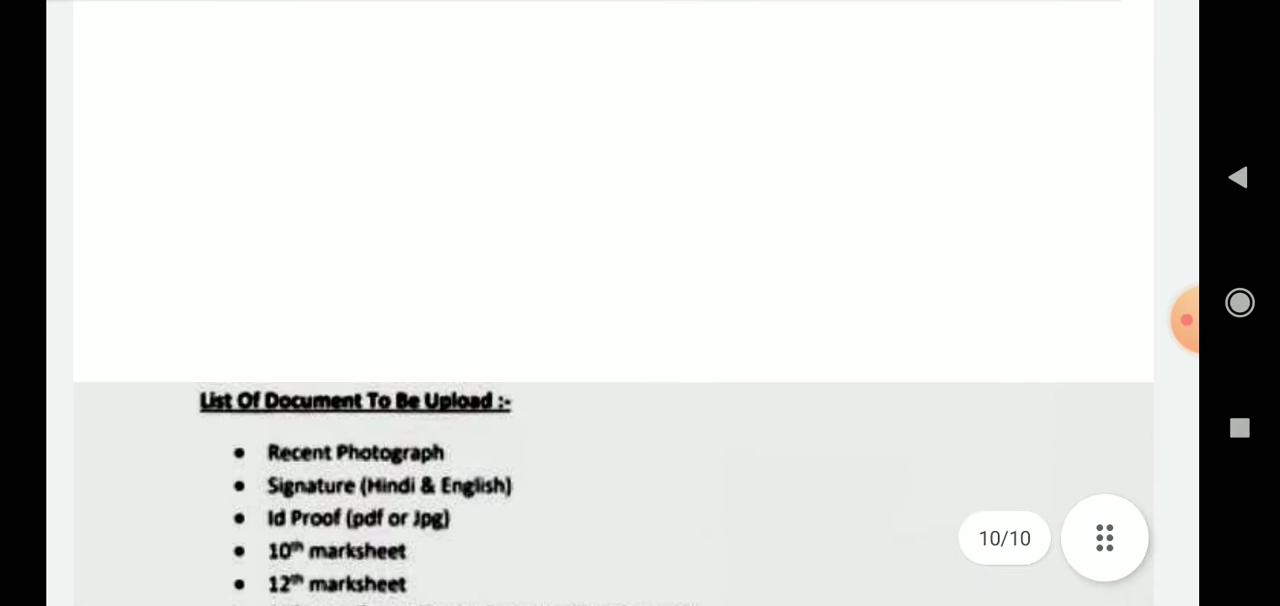 List Of Document To Be Upload :-
• Recent Photograph
• Signature (Hindi & English)
• Id Proof (pdf or Jpg)
• 10th marksheet
• 12th marksheet
10/10